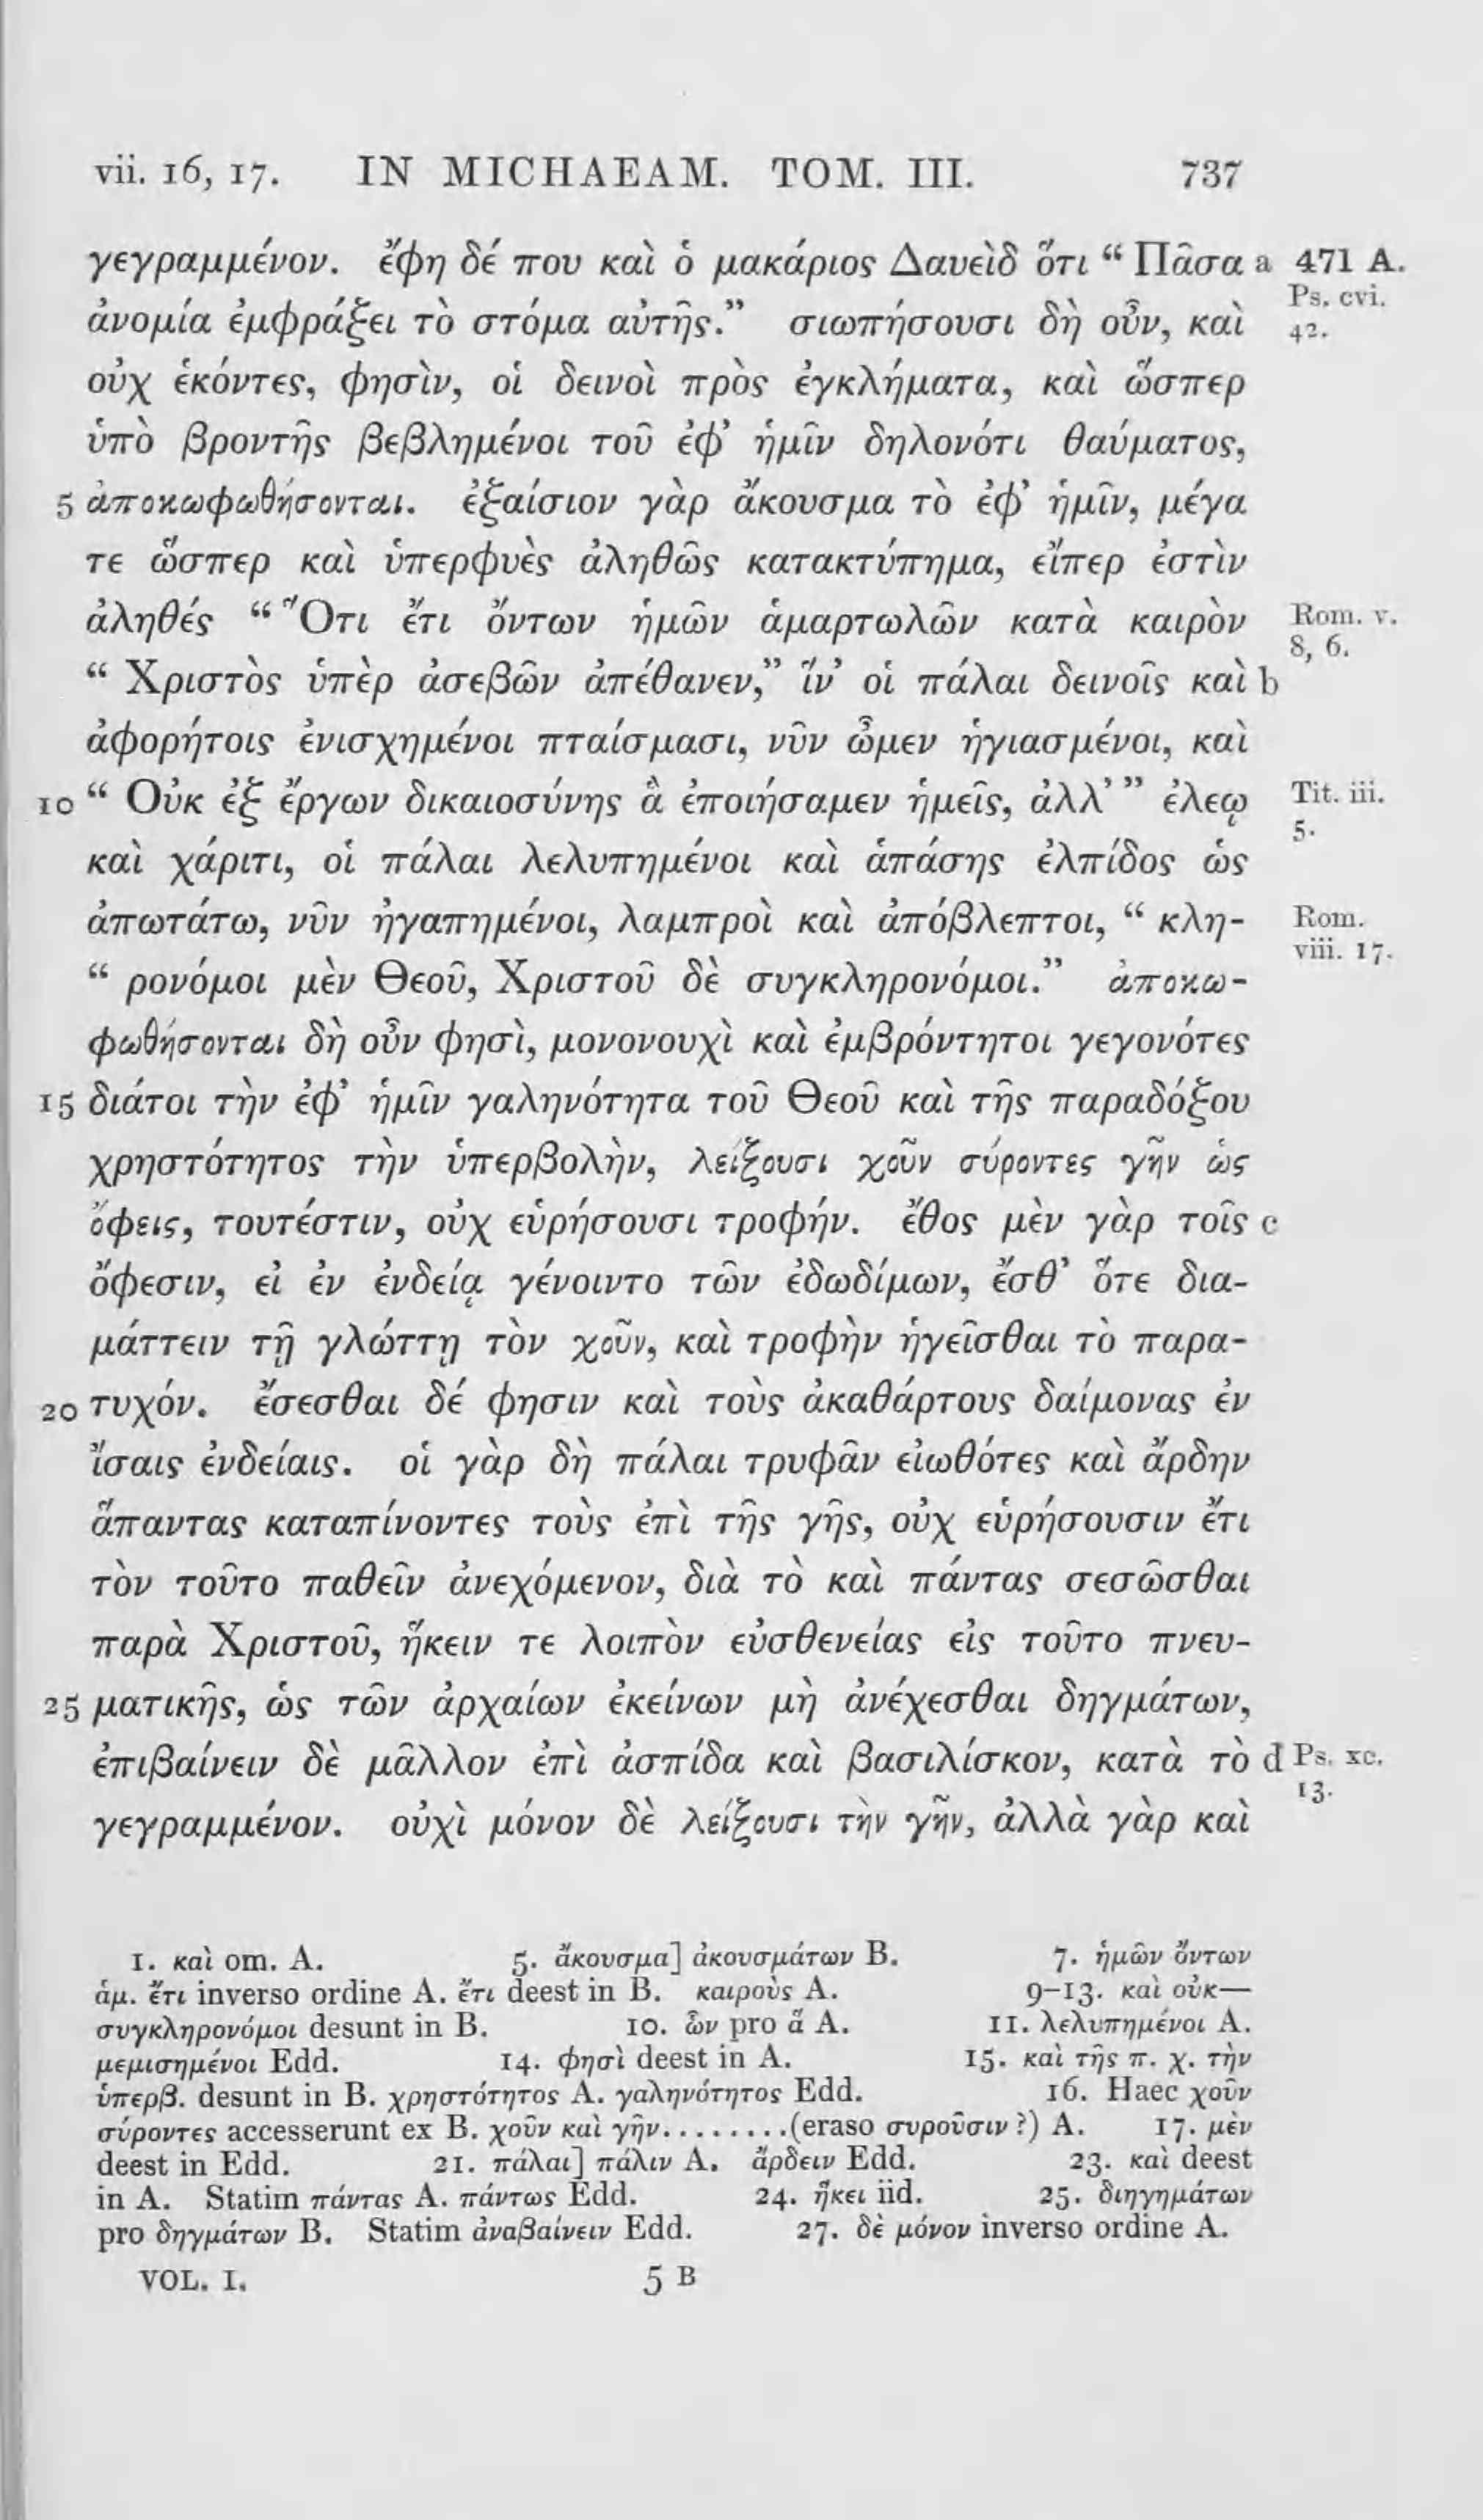 vii. 16, 17. IN MICHAEAM. TOM. III. 737
γεγραμμένον. ἔφη δέ που καὶ ὁ μακάριος Δαυεὶδ ὅτι “ Πᾶσα a 471 A.
Ps. cvi.
ἀνομία ἐμφράξει τὸ στόμα αὐτῆς.” σιωπήσουσι δὴ οὖν, καὶ 42.
οὐχ ἑκόντες, φησὶν, οἱ δεινοὶ πρὸς ἐγκλήματα, καὶ ὥσπερ
ὑπὸ βροντῆς βεβλημένοι τοῦ ἐφ’ ἡμῖν δηλονότι θαύματος,
5 ἀποκωφωθήσονται. ἐξαίσιον γὰρ ἄκουσμα τὸ ἐφ’ ἡμῖν, μέγα
τε ὥσπερ καὶ ὑπερφυὲς ἀληθῶς κατακτύπημα, εἴπερ ἐστὶν
ἀληθές “ Ὅτι ἔτι ὄντων ἡμῶν ἁμαρτωλῶν κατὰ καιρὸν Rom. v.
8, 6.
“ Χριστὸς ὑπὲρ ἀσεβῶν ἀπέθανεν,” ἵν’ οἱ πάλαι δεινοῖς καὶ b
ἀφορήτοις ἐνισχημένοι πταίσμασι, νῦν ὦμεν ἡγιασμένοι, καὶ
10 “ Οὐκ ἐξ ἔργων δικαιοσύνης ἃ ἐποιήσαμεν ἡμεῖς, ἀλλ’ ” ἐλεῳ Tit. iii.
5.
καὶ χάριτι, οἱ πάλαι λελυπημένοι καὶ ἁπάσης ἐλπίδος ὡς
ἀπωτάτω, νῦν ἠγαπημένοι, λαμπροὶ καὶ ἀπόβλεπτοι, “ κλη- Rom.
viii. 17.
“ ρονόμοι μὲν Θεοῦ, Χριστοῦ δὲ συγκληρονόμοι.” ἀποκω-
φωθήσονται δὴ οὖν φησὶ, μονονουχὶ καὶ ἐμβρόντητοι γεγονότες
15 διάτοι τὴν ἐφ’ ἡμῖν γαληνότητα τοῦ Θεοῦ καὶ τῆς παραδόξου
χρηστότητος τὴν ὑπερβολὴν, λείξουσι χοῦν σύροντες γῆν ὡς
ὄφεις, τουτέστιν, οὐχ εὑρήσουσι τροφήν. ἔθος μὲν γὰρ τοῖς c
ὄφεσιν, εἰ ἐν ἐνδείᾳ γένοιντο τῶν ἐδωδίμων, ἔσθ’ ὅτε δια-
μάττειν τῇ γλώττῃ τὸν χοῦν, καὶ τροφὴν ἡγεῖσθαι τὸ παρα-
20 τυχόν. ἔσεσθαι δέ φησιν καὶ τοὺς ἀκαθάρτους δαίμονας ἐν
ἴσαις ἐνδείαις. οἱ γὰρ δὴ πάλαι τρυφᾶν εἰωθότες καὶ ἄρδην
ἅπαντας καταπίνοντες τοὺς ἐπὶ τῆς γῆς, οὐχ εὑρήσουσιν ἔτι
τὸν τοῦτο παθεῖν ἀνεχόμενον, διὰ τὸ καὶ πάντας σεσῶσθαι
παρὰ Χριστοῦ, ἥκειν τε λοιπὸν εὐσθενείας εἰς τοῦτο πνευ-
25 ματικῆς, ὡς τῶν ἀρχαίων ἐκείνων μὴ ἀνέχεσθαι δηγμάτων,
ἐπιβαίνειν δὲ μᾶλλον ἐπὶ ἀσπίδα καὶ βασιλίσκον, κατὰ τὸ d Ps. xc.
13.
γεγραμμένον. οὐχὶ μόνον δὲ λείξουσι τὴν γῆν, ἀλλὰ γὰρ καὶ
1. καὶ om. A. 5. ἄκουσμα] ἀκουσμάτων B. 7. ἡμῶν ὄντων
ἁμ. ἔτι inverso ordine A. ἔτι deest in B. καιροὺς A. 9–13. καὶ οὐκ—
συγκληρονόμοι desunt in B. 10. ὧν pro ἃ A. 11. λελυπημένοι A.
μεμισημένοι Edd. 14. φησὶ deest in A. 15. καὶ τῆς π. χ. τὴν
ὑπερβ. desunt in B. χρηστότητος A. γαληνότητος Edd. 16. Haec χοῦν
σύροντες accesserunt ex B. χοῦν καὶ γῆν.........(eraso συροῦσιν ?) A. 17. μὲν
deest in Edd. 21. πάλαι] πάλιν A. ἄρδειν Edd. 23. καὶ deest
in A. Statim πάντας A. πάντως Edd. 24. ἥκει iid. 25. διηγημάτων
pro δηγμάτων B. Statim ἀναβαίνειν Edd. 27. δὲ μόνον inverso ordine A.
VOL. I. 5 B